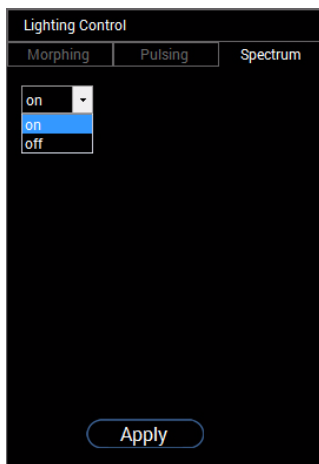 Lighting Control
Morphing Pulsing Spectrum
on
on
off
Apply